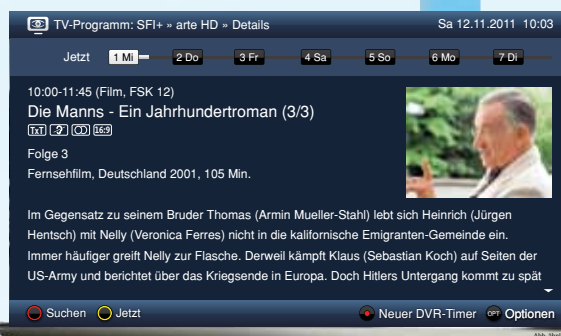 TV-Programm: SFI+ » arte HD » Details Sa 12.11.2011 10:03
Jetzt 1 Mi 2 Do 3 Fr 4 Sa 5 So 6 Mo 7 Di
10:00-11:45 (Film, FSK 12)
Die Manns - Ein Jahrhundertroman (3/3)
TXT 16:9
Folge 3
Fernsehfilm, Deutschland 2001, 105 Min.
Im Gegensatz zu seinem Bruder Thomas (Armin Mueller-Stahl) lebt sich Heinrich (Jürgen
Hentsch) mit Nelly (Veronica Ferres) nicht in die kalifornische Emigranten-Gemeinde ein.
Immer häufiger greift Nelly zur Flasche. Derweil kämpft Klaus (Sebastian Koch) auf Seiten der
US-Army und berichtet über das Kriegsende in Europa. Doch Hitlers Untergang kommt zu spät
Suchen Jetzt Neuer DVR-Timer OPT Optionen